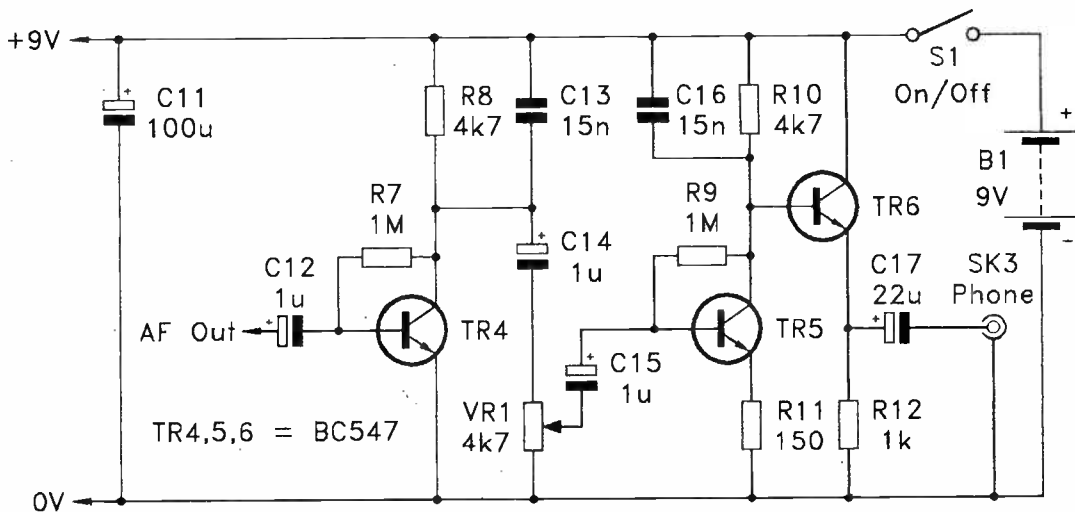 +9V
S1
On/Off
C11
100u
R8
4k7
C13
15n
C16
15n
R10
4k7
+
B1
9V
-
R7
1M
R9
1M
TR6
C14
1u
C12
1u
C17
22u
SK3
Phone
AF Out
TR4
TR5
C15
1u
TR4,5,6 = BC547
VR1
4k7
R11
150
R12
1k
0V